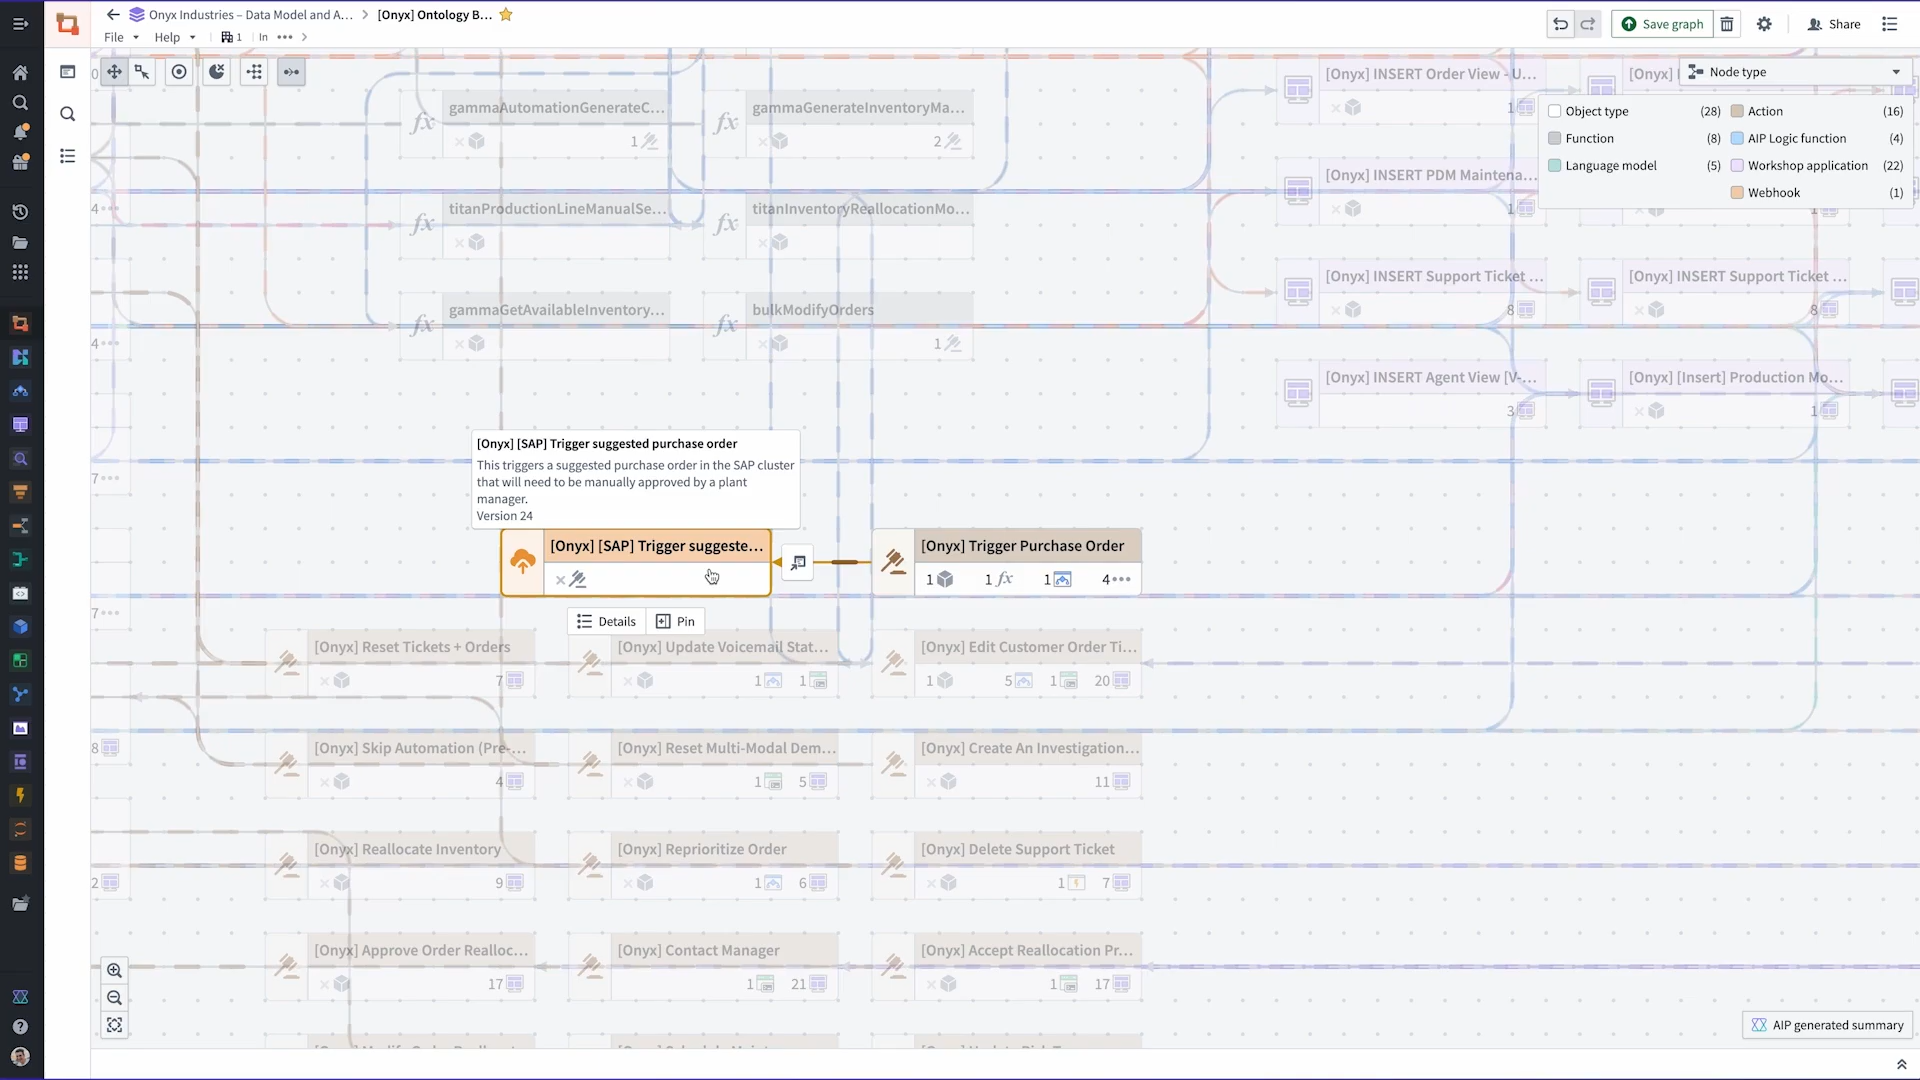 Onyx Industries – Data Model and A... > [Onyx] Ontology B...
File Help 1 In
Save graph
Share
Node type
Object type (28)
Action (16)
Function (8)
AIP Logic function (4)
Language model (5)
Workshop application (22)
Webhook (1)
gammaAutomationGenerateC...
1
gammaGenerateInventoryMa...
2
titanProductionLineManualSe...
titanInventoryReallocationMo...
gammaGetAvailableInventory...
bulkModifyOrders
1
[Onyx] INSERT Order View - U...
[Onyx] INSERT PDM Maintena...
[Onyx] INSERT Support Ticket ...
8
[Onyx] INSERT Support Ticket ...
8
[Onyx] INSERT Agent View [V-...
3
[Onyx] [Insert] Production Mo...
1
[Onyx] [SAP] Trigger suggested purchase order
This triggers a suggested purchase order in the SAP cluster
that will need to be manually approved by a plant
manager.
Version 24
[Onyx] [SAP] Trigger suggeste...
[Onyx] Trigger Purchase Order
1 1 fx 1 4
Details
Pin
[Onyx] Reset Tickets + Orders
7
[Onyx] Update Voicemail Stat...
1 1
[Onyx] Edit Customer Order Ti...
1 5 1 20
[Onyx] Skip Automation (Pre-...
4
[Onyx] Reset Multi-Modal Dem...
1 5
[Onyx] Create An Investigation...
11
[Onyx] Reallocate Inventory
9
[Onyx] Reprioritize Order
1 6
[Onyx] Delete Support Ticket
1 7
[Onyx] Approve Order Realloc...
17
[Onyx] Contact Manager
1 21
[Onyx] Accept Reallocation Pr...
1 17
AIP generated summary